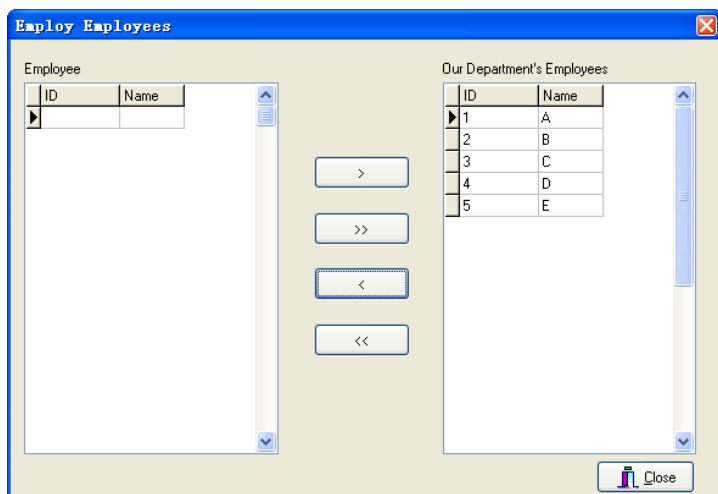 Employ Employees
Employee
ID Name
>
>>
<
<<
Our Department's Employees
ID Name
1 A
2 B
3 C
4 D
5 E
Close